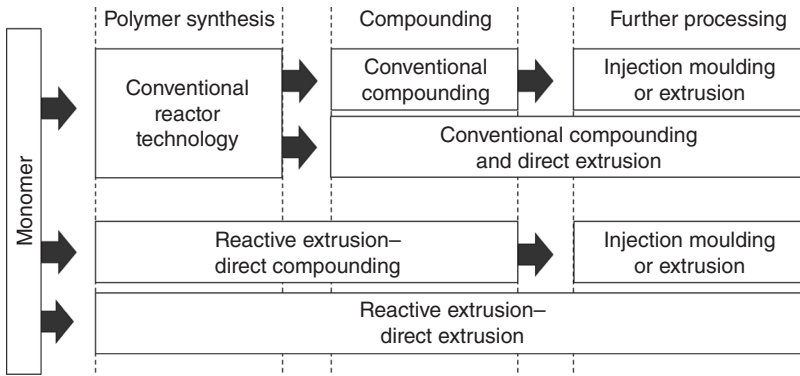 Polymer synthesis
Compounding
Further processing
Monomer
Conventional
reactor
technology
Conventional
compounding
Injection moulding
or extrusion
Conventional compounding
and direct extrusion
Reactive extrusion–
direct compounding
Injection moulding
or extrusion
Reactive extrusion–
direct extrusion